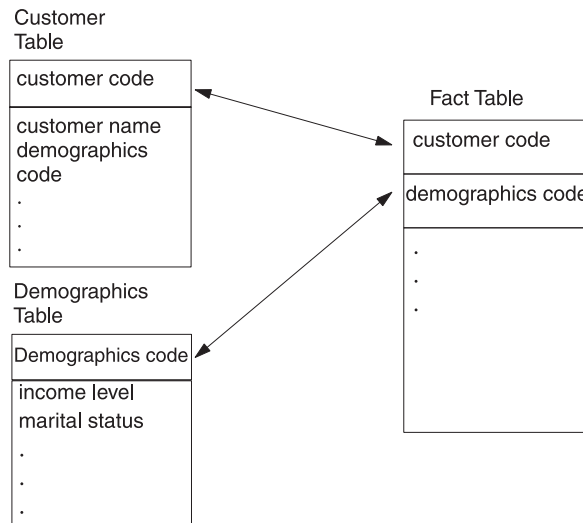 Customer
Table
customer code
customer name
demographics
code
.
.
.
Demographics
Table
Demographics code
income level
marital status
.
.
.
Fact Table
customer code
demographics code
.
.
.